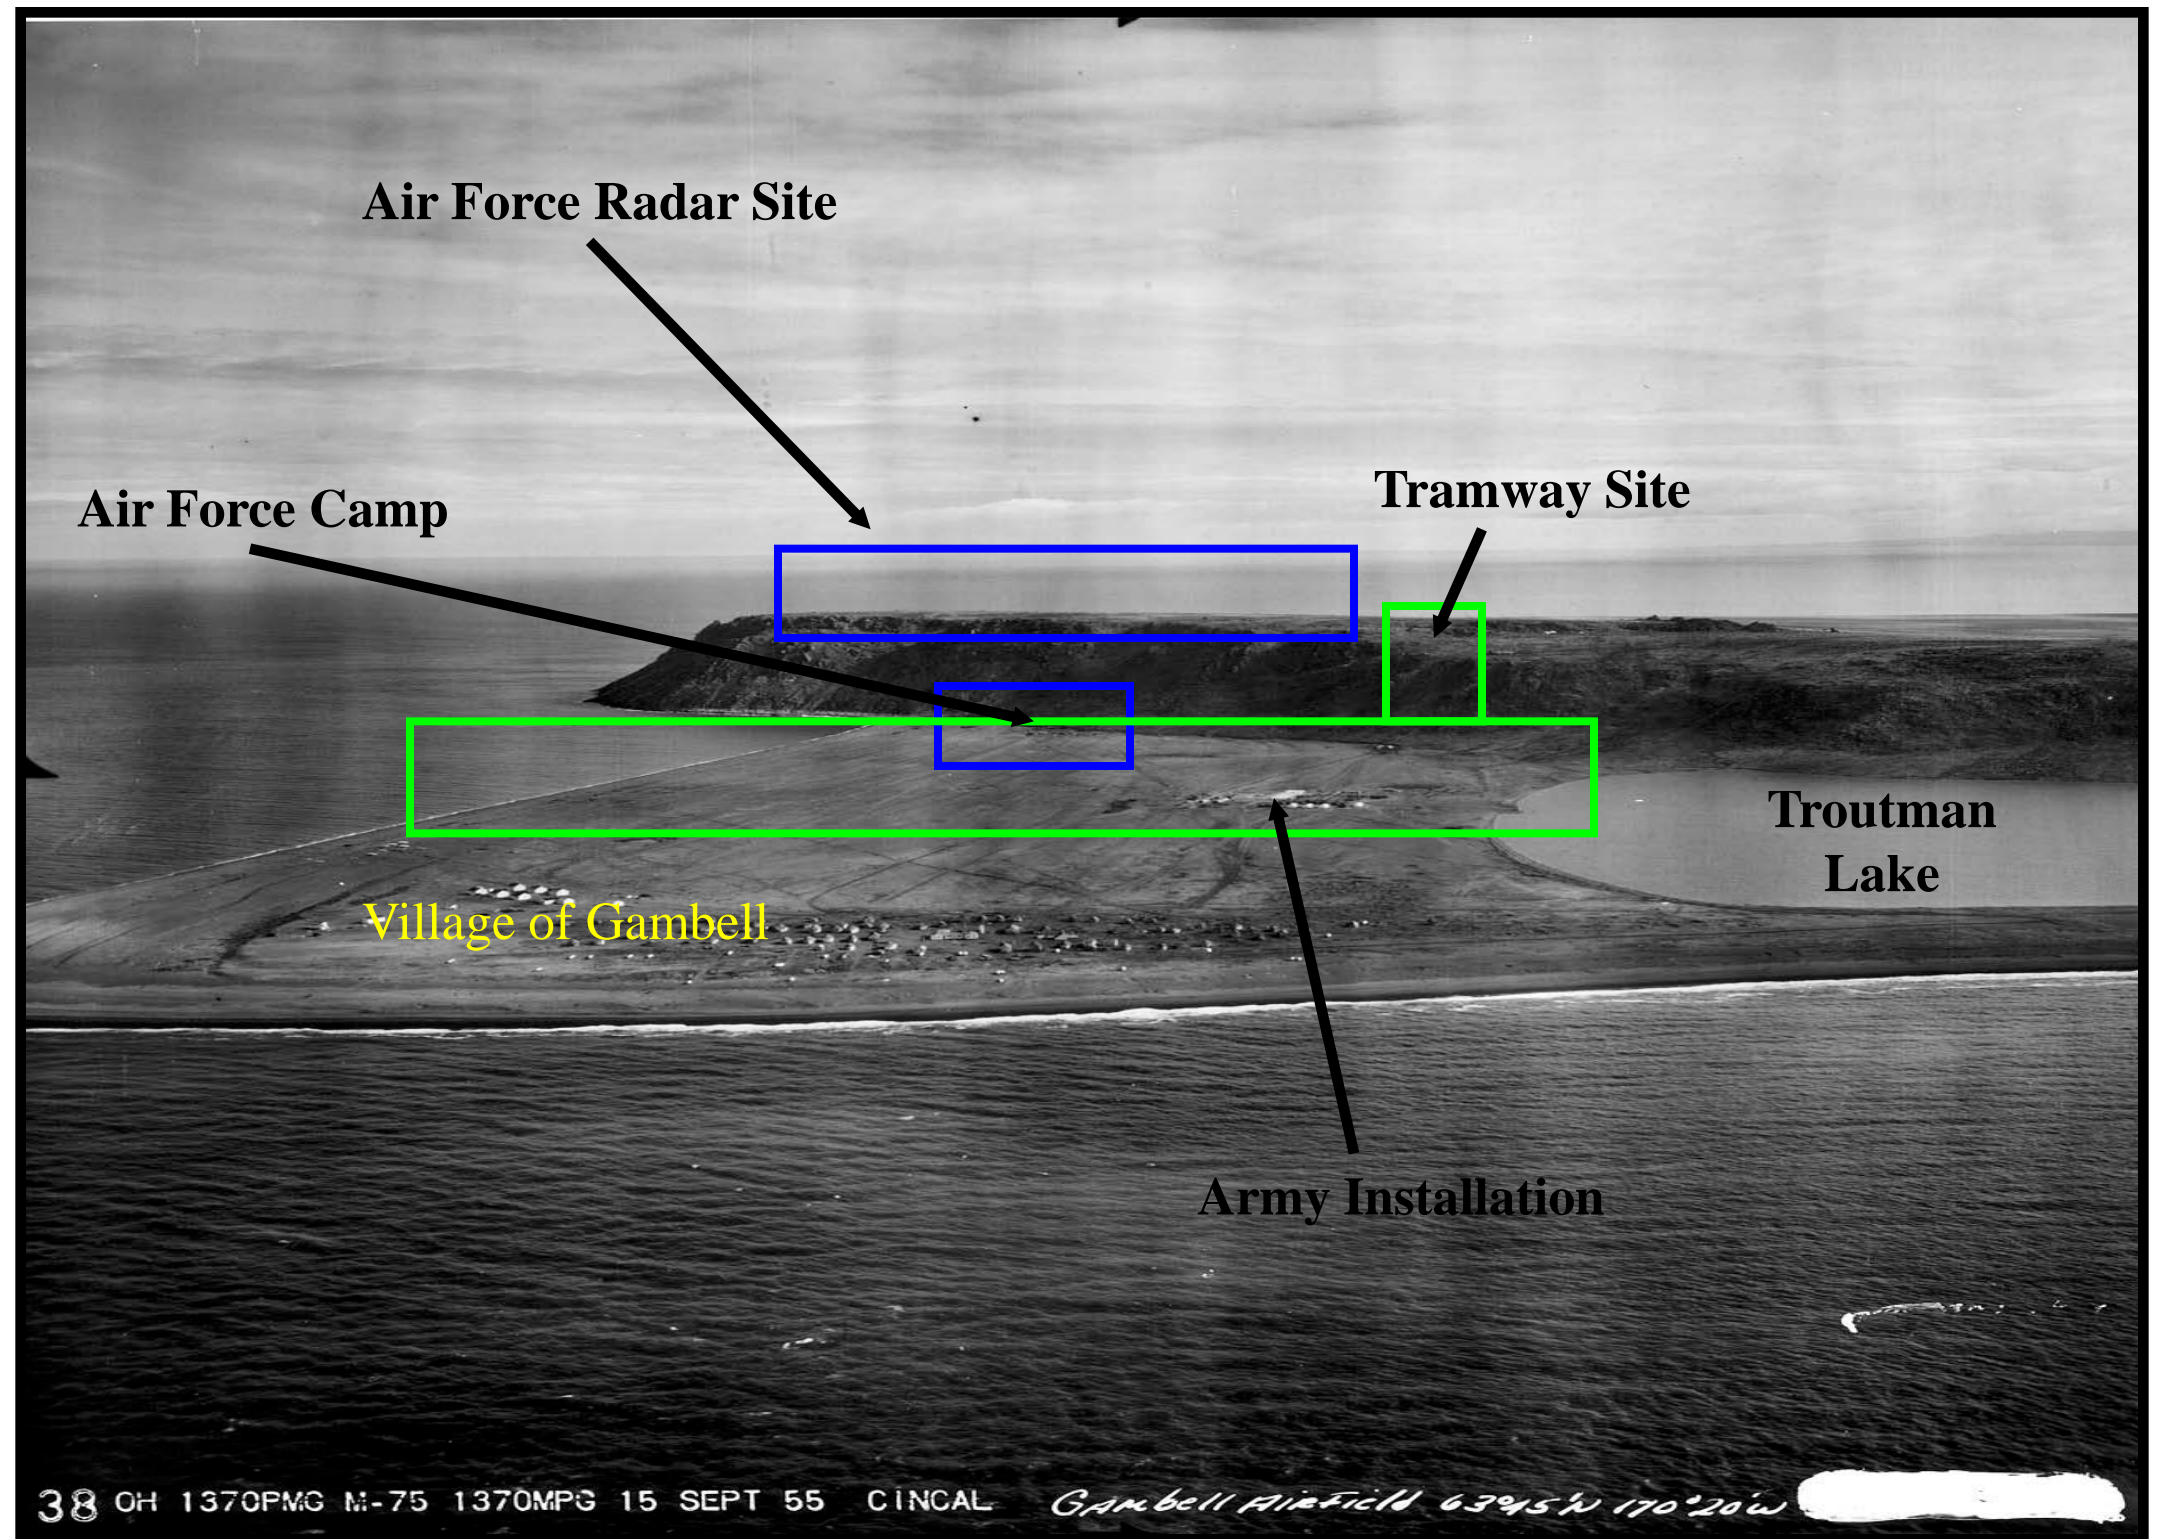 Air Force Radar Site
Tramway Site
Air Force Camp
Troutman
Lake
Village of Gambell
Army Installation
38 OH 1370PMG M-75 1370MPG 15 SEPT 55 CINCAL GAMbell AIRField 63°45'N 170°20'W